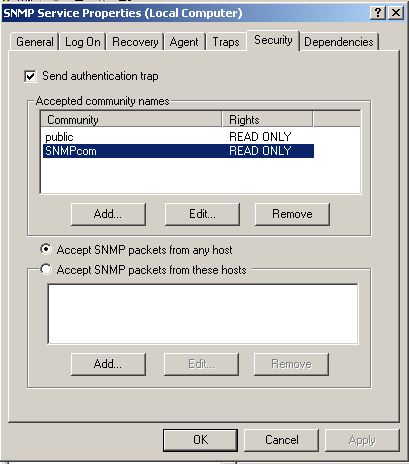 SNMP Service Properties (Local Computer)
General Log On Recovery Agent Traps Security Dependencies
Send authentication trap
Accepted community names
Community Rights
public READ ONLY
SNMPcom READ ONLY
Add... Edit... Remove
Accept SNMP packets from any host
Accept SNMP packets from these hosts
Add... Edit... Remove
OK Cancel Apply